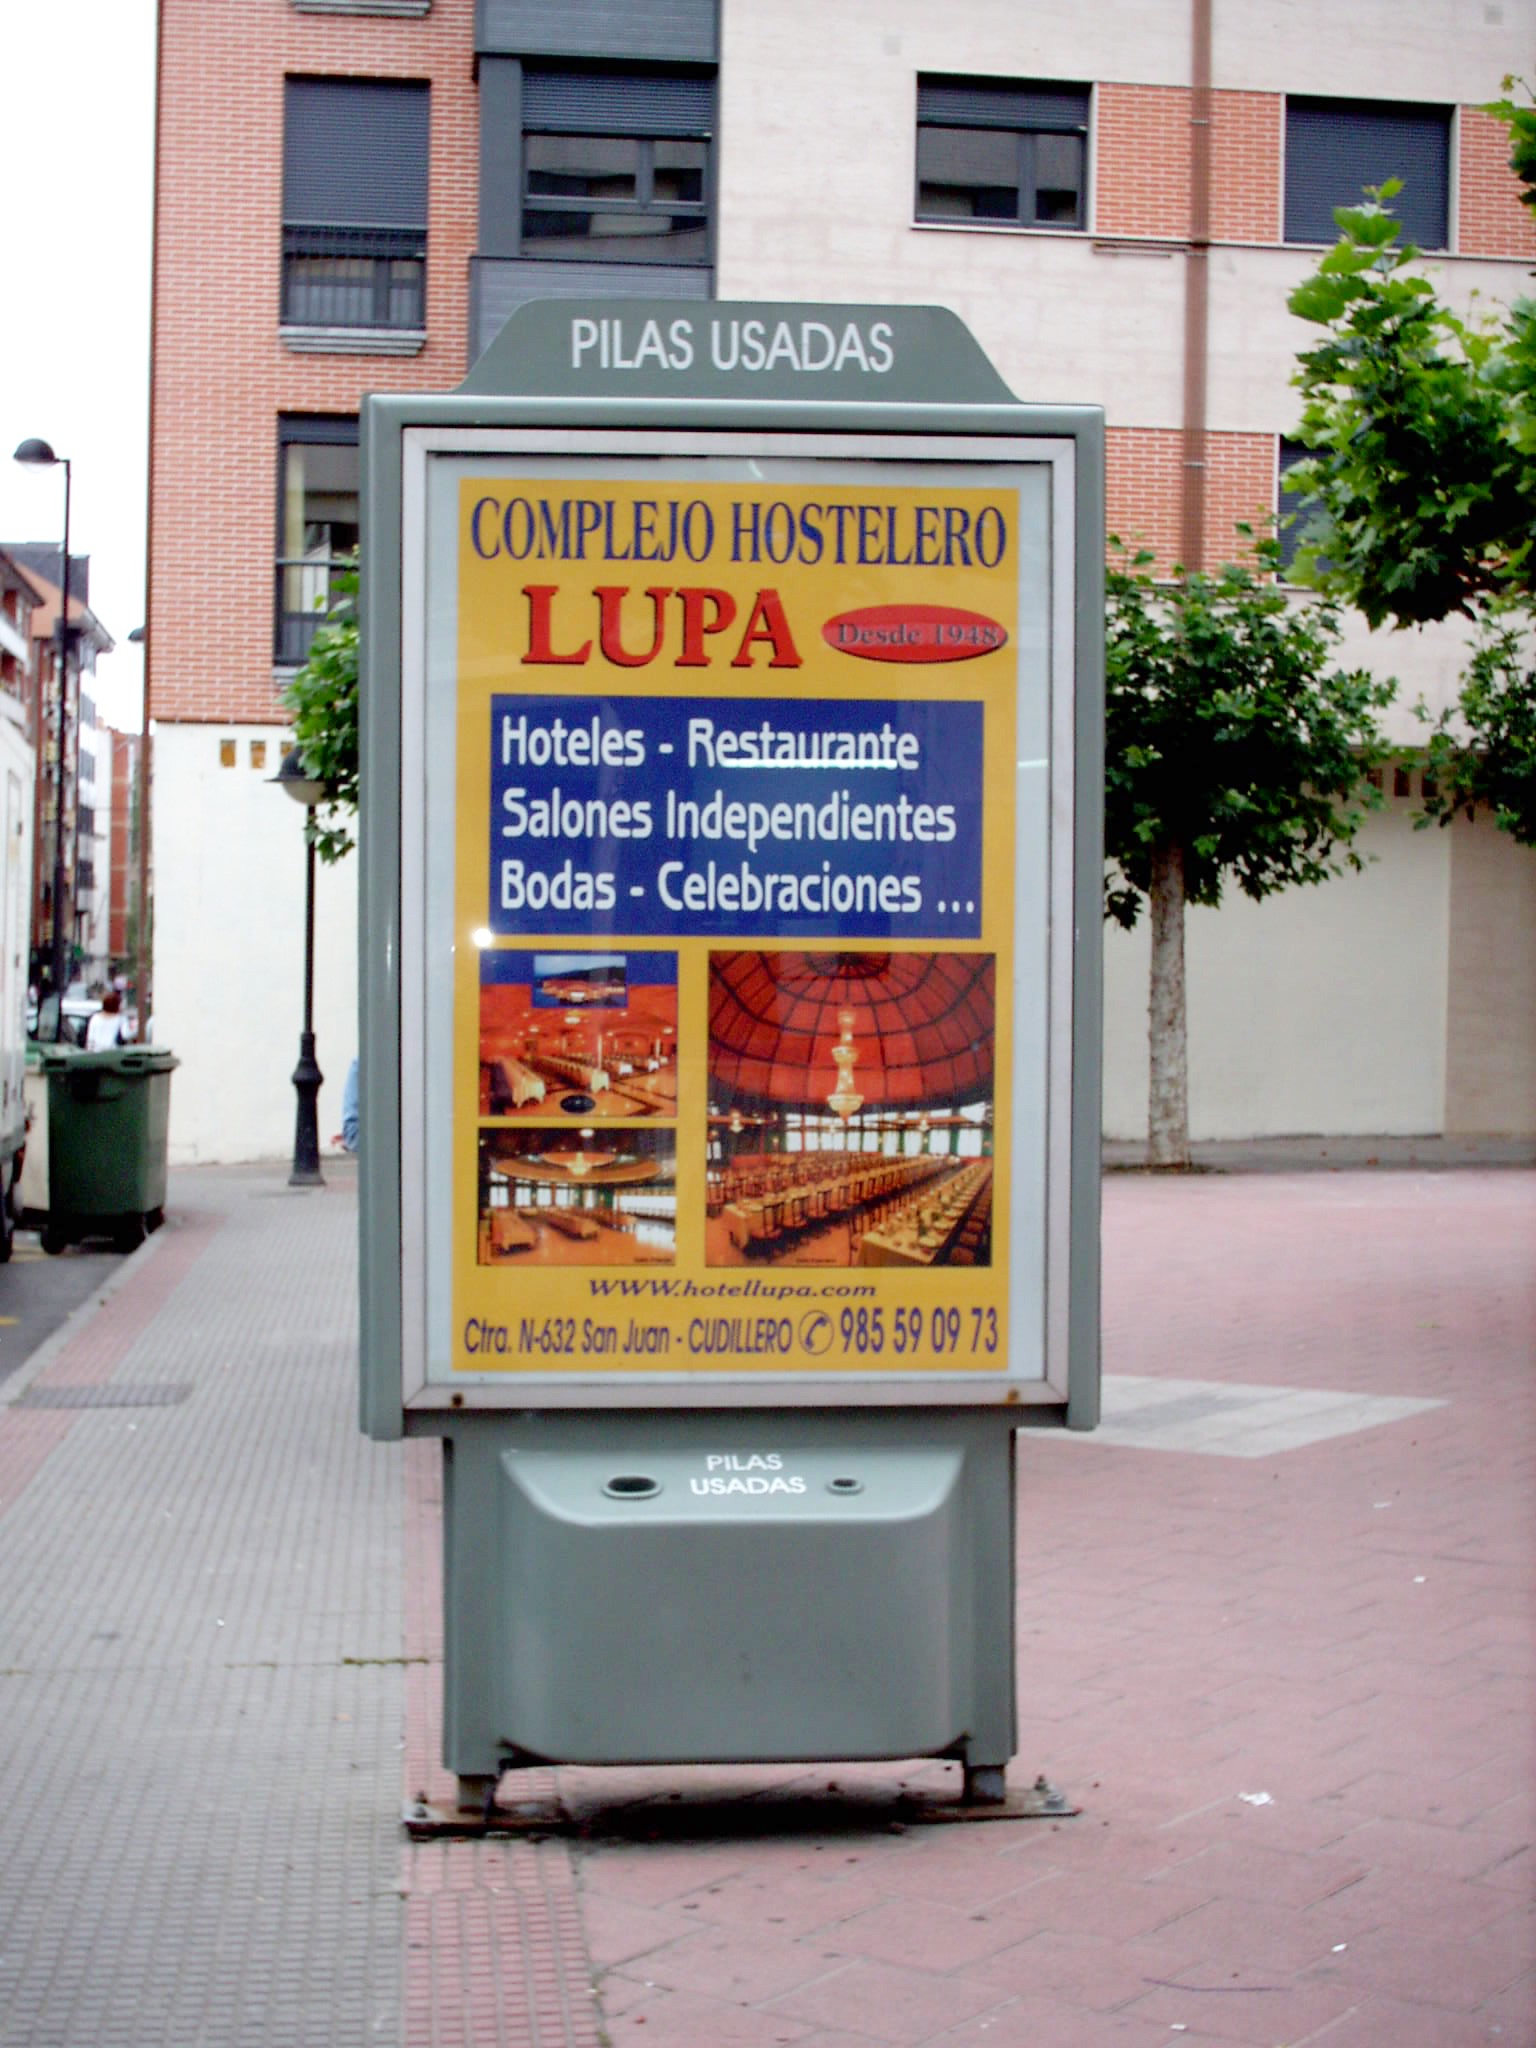 PILAS USADAS
COMPLEJO HOSTELERO
LUPA Desde 1948
Hoteles - Restaurante
Salones Independientes
Bodas - Celebraciones ...
WWW.hotellupa.com
Ctra. N-632 San Juan - CUDILLERO 985 59 09 73
PILAS
USADAS